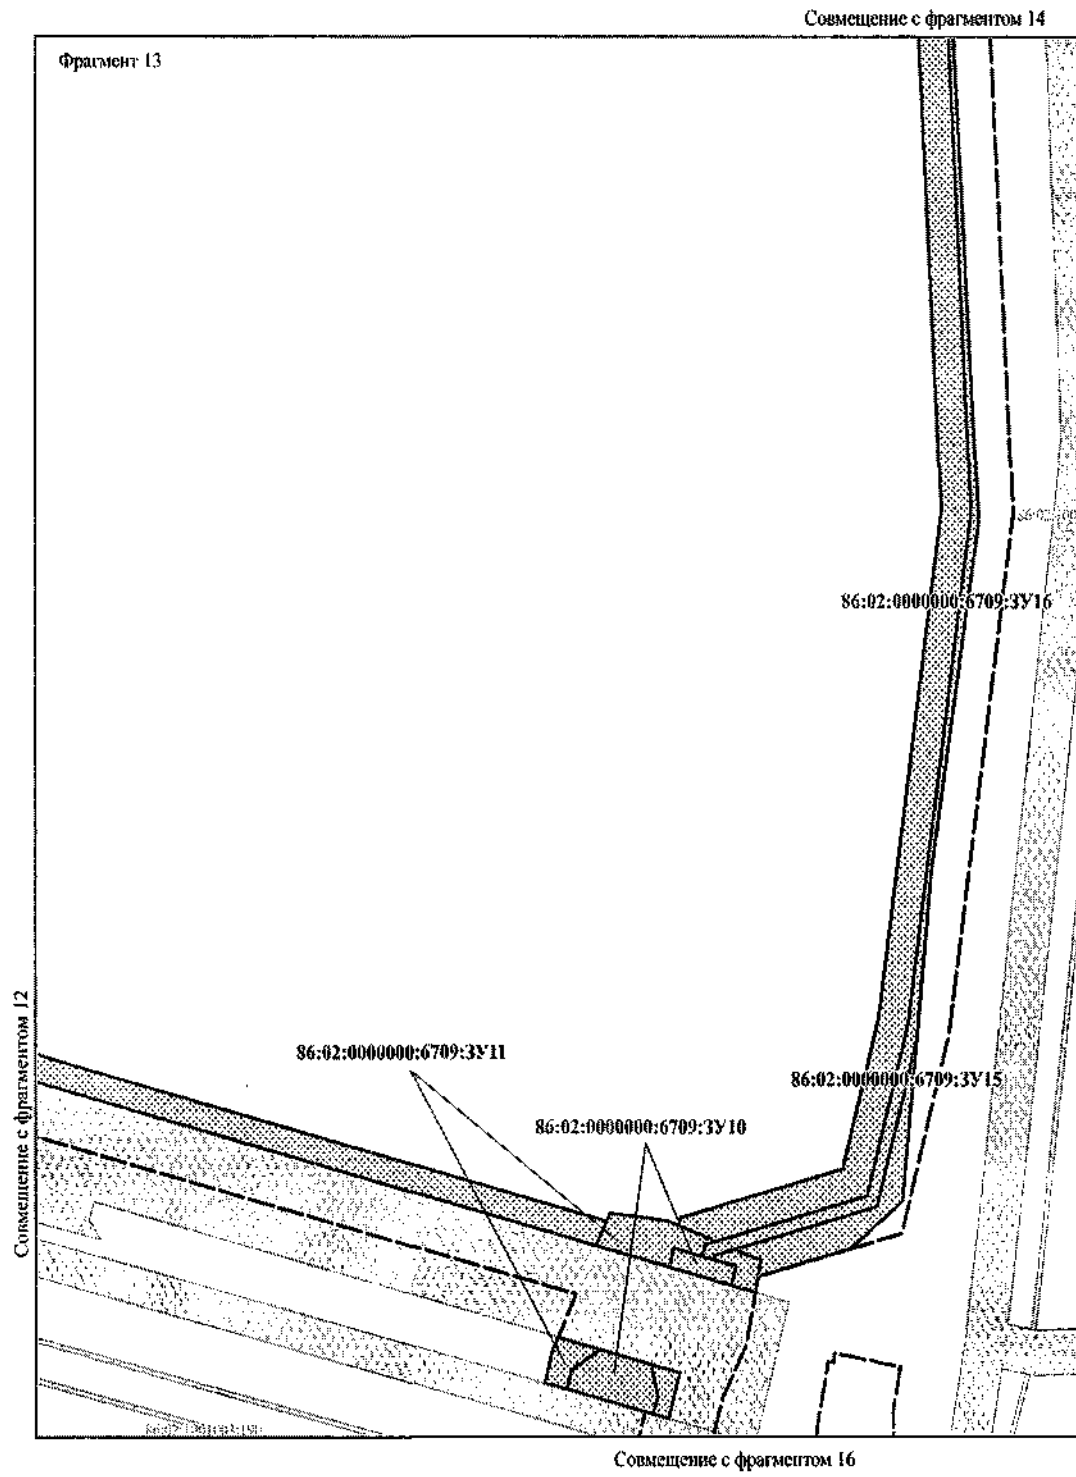 Совмещение с фрагментом 14
Фрагмент 13
86:02:0000000:6709:ЗУ16
Совмещение с фрагментом 12
86:02:0000000:6709:ЗУ11
86:02:0000000:6709:ЗУ15
86:02:0000000:6709:ЗУ10
Совмещение с фрагментом 16